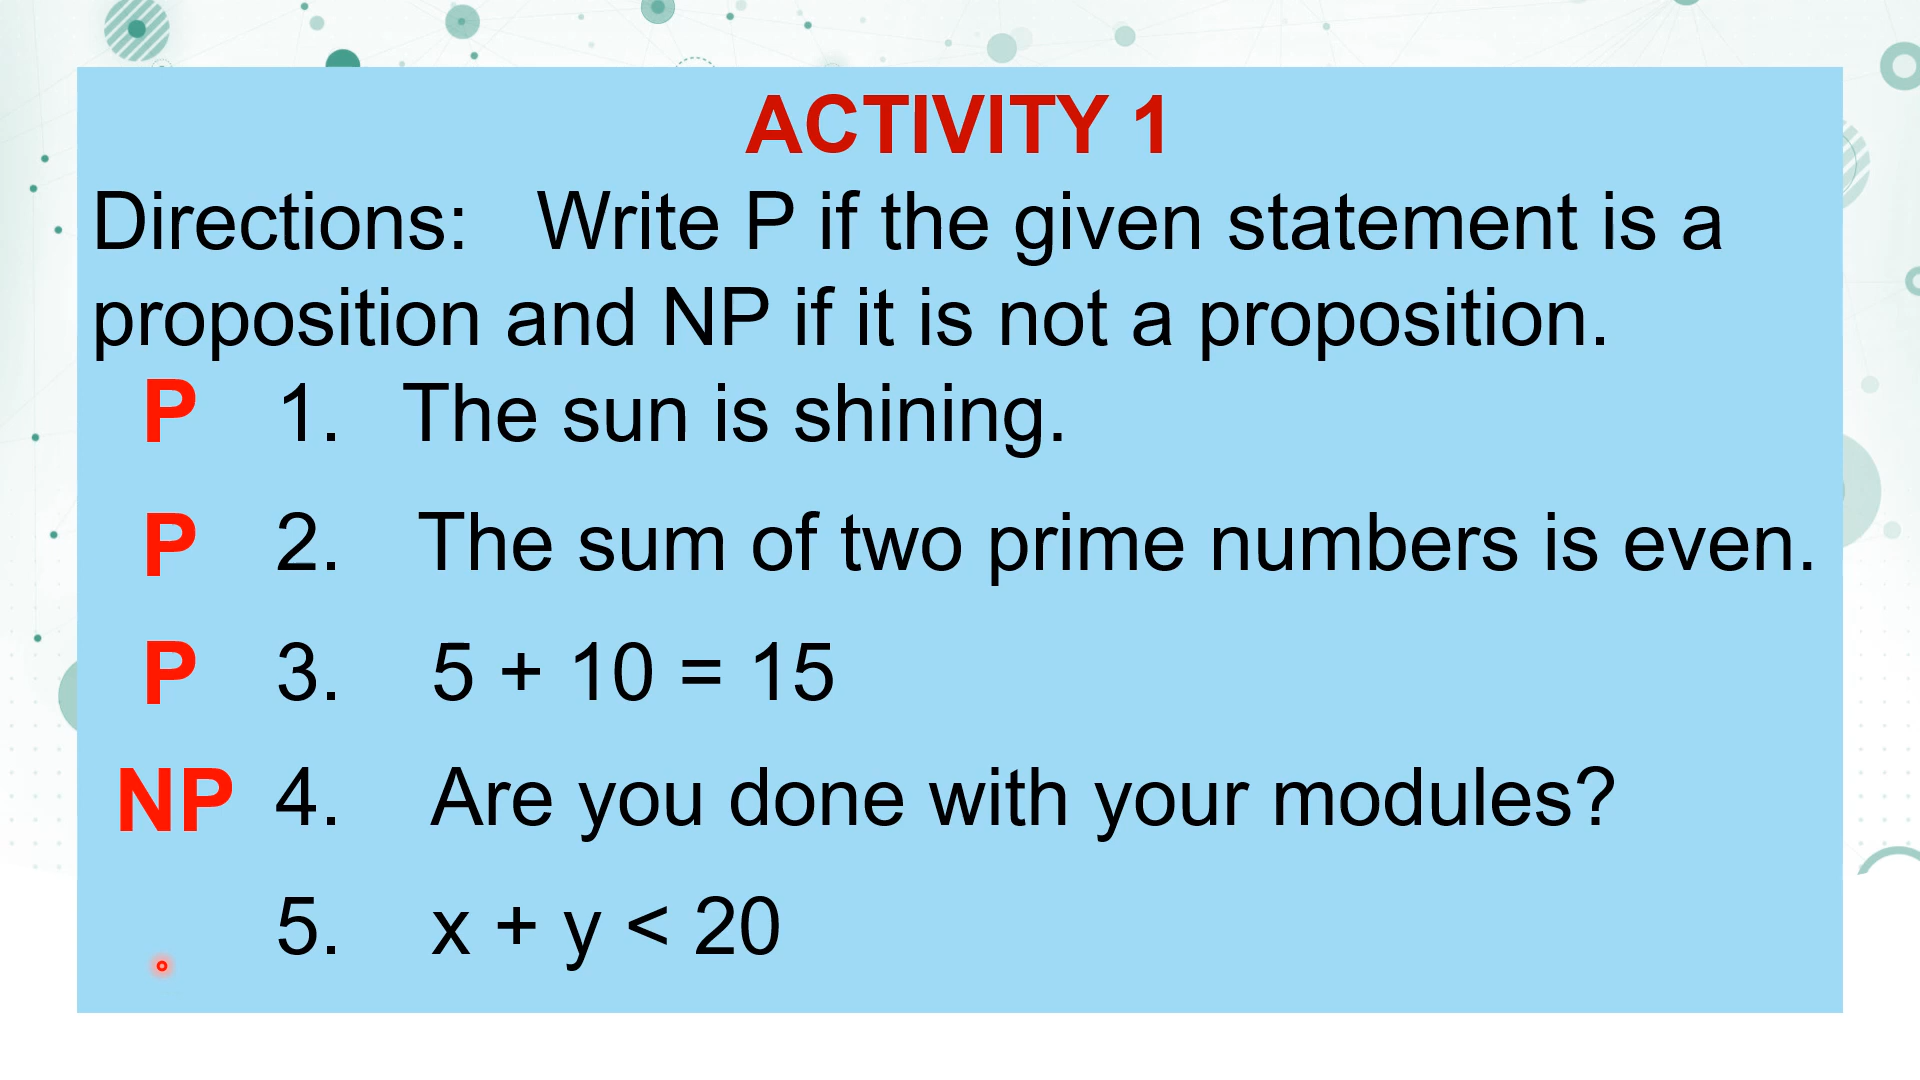 ACTIVITY 1
Directions: Write P if the given statement is a
proposition and NP if it is not a proposition.
P 1. The sun is shining.
P 2. The sum of two prime numbers is even.
P 3. 5 + 10 = 15
NP 4. Are you done with your modules?
5. x + y < 20